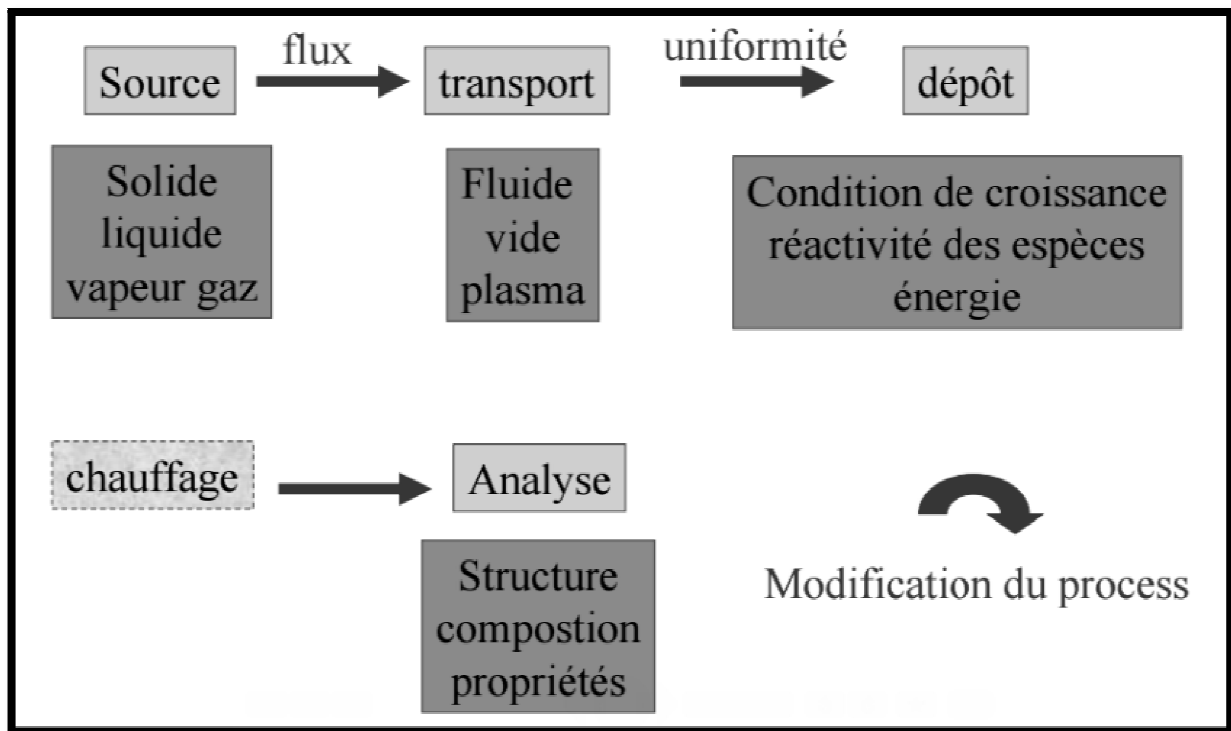 flux
uniformité
Source
transport
dépôt
Solide
liquide
vapeur gaz
Fluide
vide
plasma
Condition de croissance
réactivité des espèces
énergie
chauffage
Analyse
Structure
compostion
propriétés
Modification du process